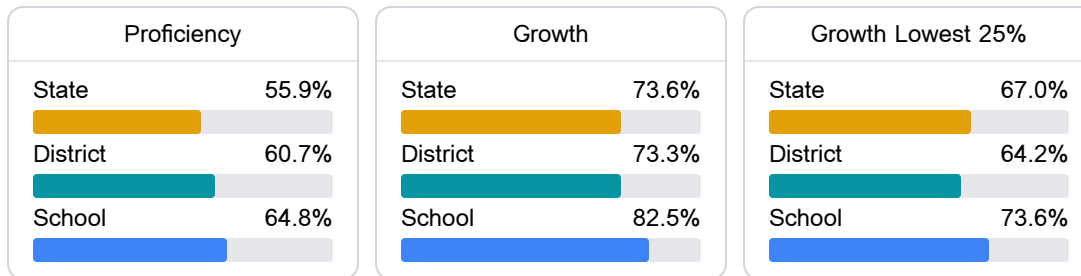 Proficiency
State 55.9%
District 60.7%
School 64.8%
Growth
State 73.6%
District 73.3%
School 82.5%
Growth Lowest 25%
State 67.0%
District 64.2%
School 73.6%